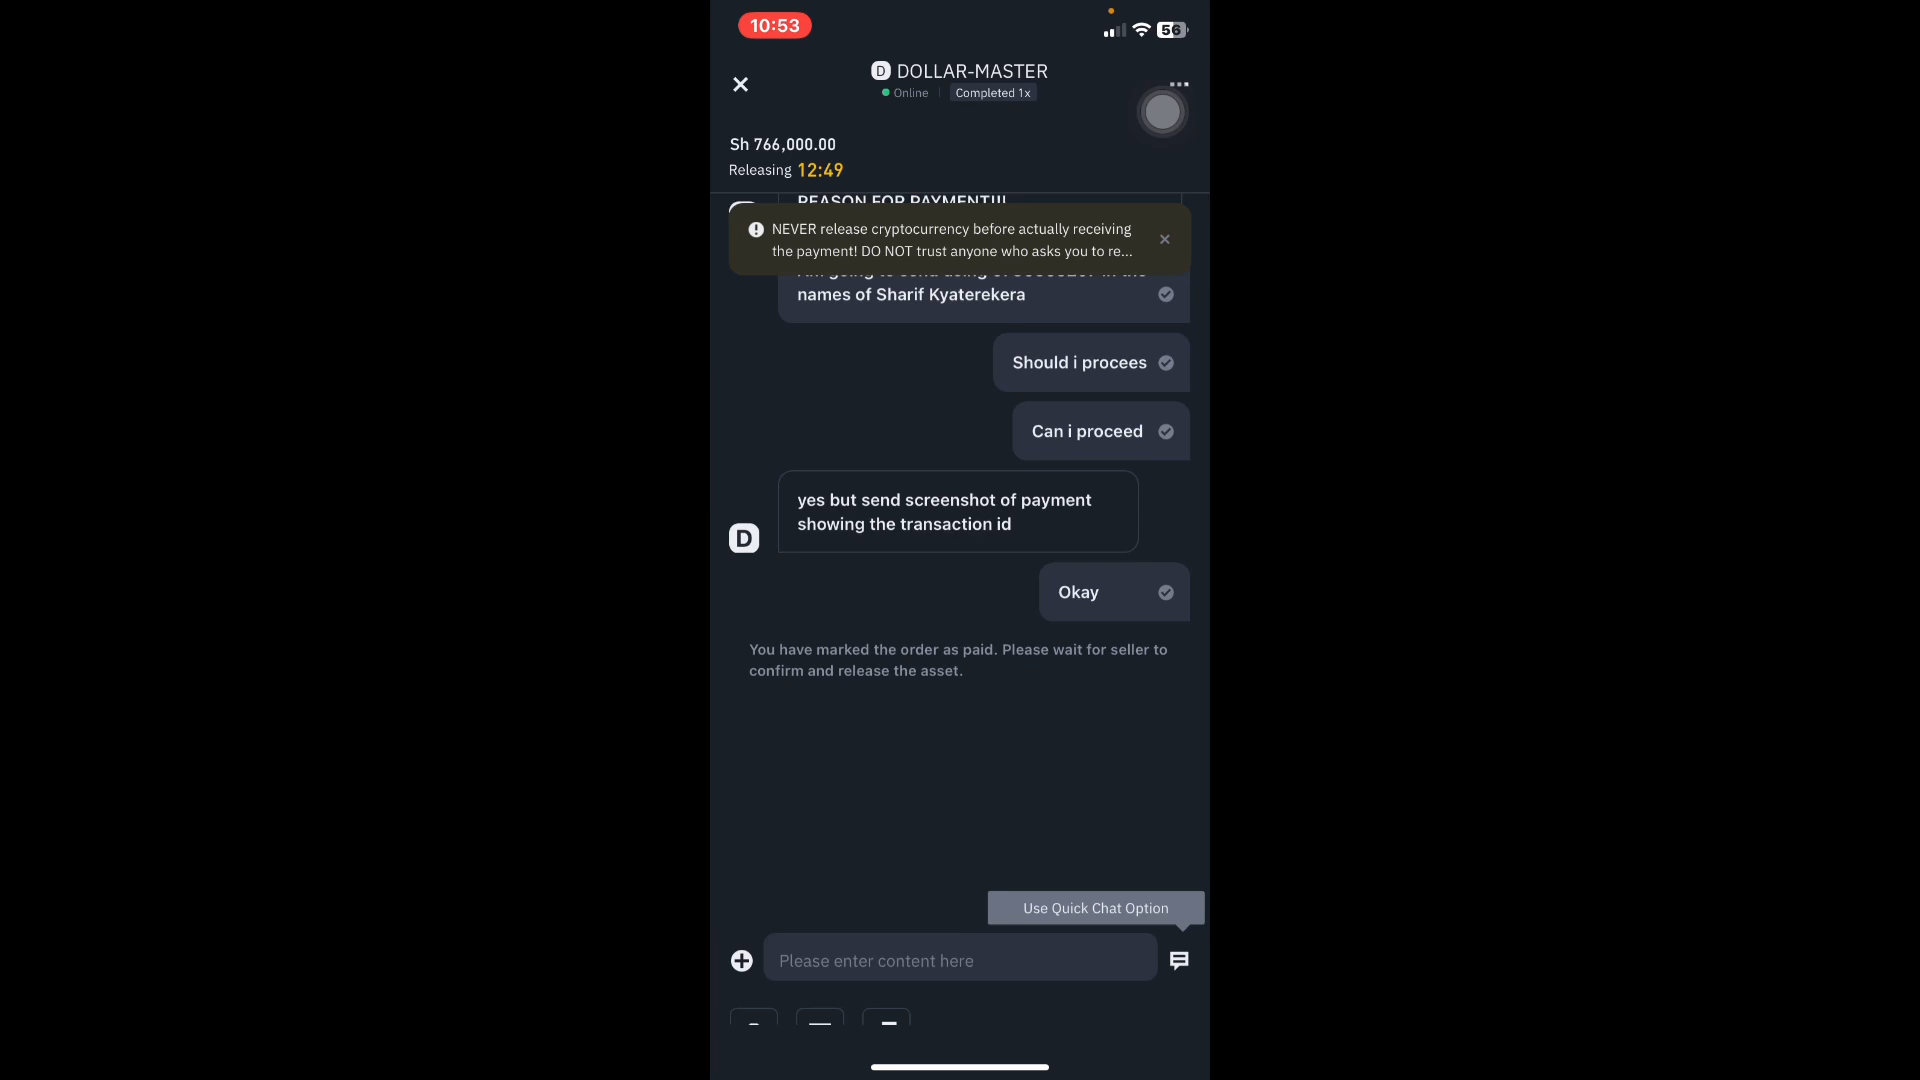 10:53
56
D DOLLAR-MASTER
Online
Completed 1x
Sh 766,000.00
Releasing 12:49
REASON FOR PAYMENT!!!
NEVER release cryptocurrency before actually receiving
the payment! DO NOT trust anyone who asks you to re...
names of Sharif Kyaterekera
Should i procees
Can i proceed
yes but send screenshot of payment
showing the transaction id
D
Okay
You have marked the order as paid. Please wait for seller to
confirm and release the asset.
Use Quick Chat Option
Please enter content here